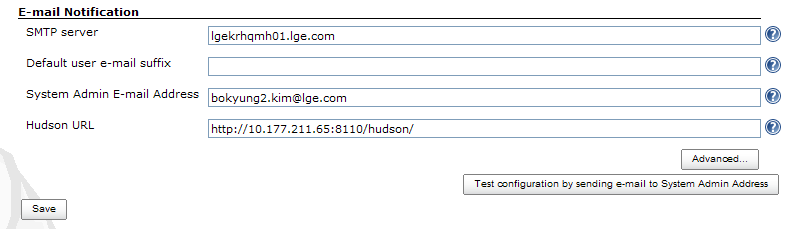 E-mail Notification
SMTP server
lgekrhqmh01.lge.com
Default user e-mail suffix
System Admin E-mail Address
bokyung2.kim@lge.com
Hudson URL
http://10.177.211.65:8110/hudson/
Advanced...
Test configuration by sending e-mail to System Admin Address
Save